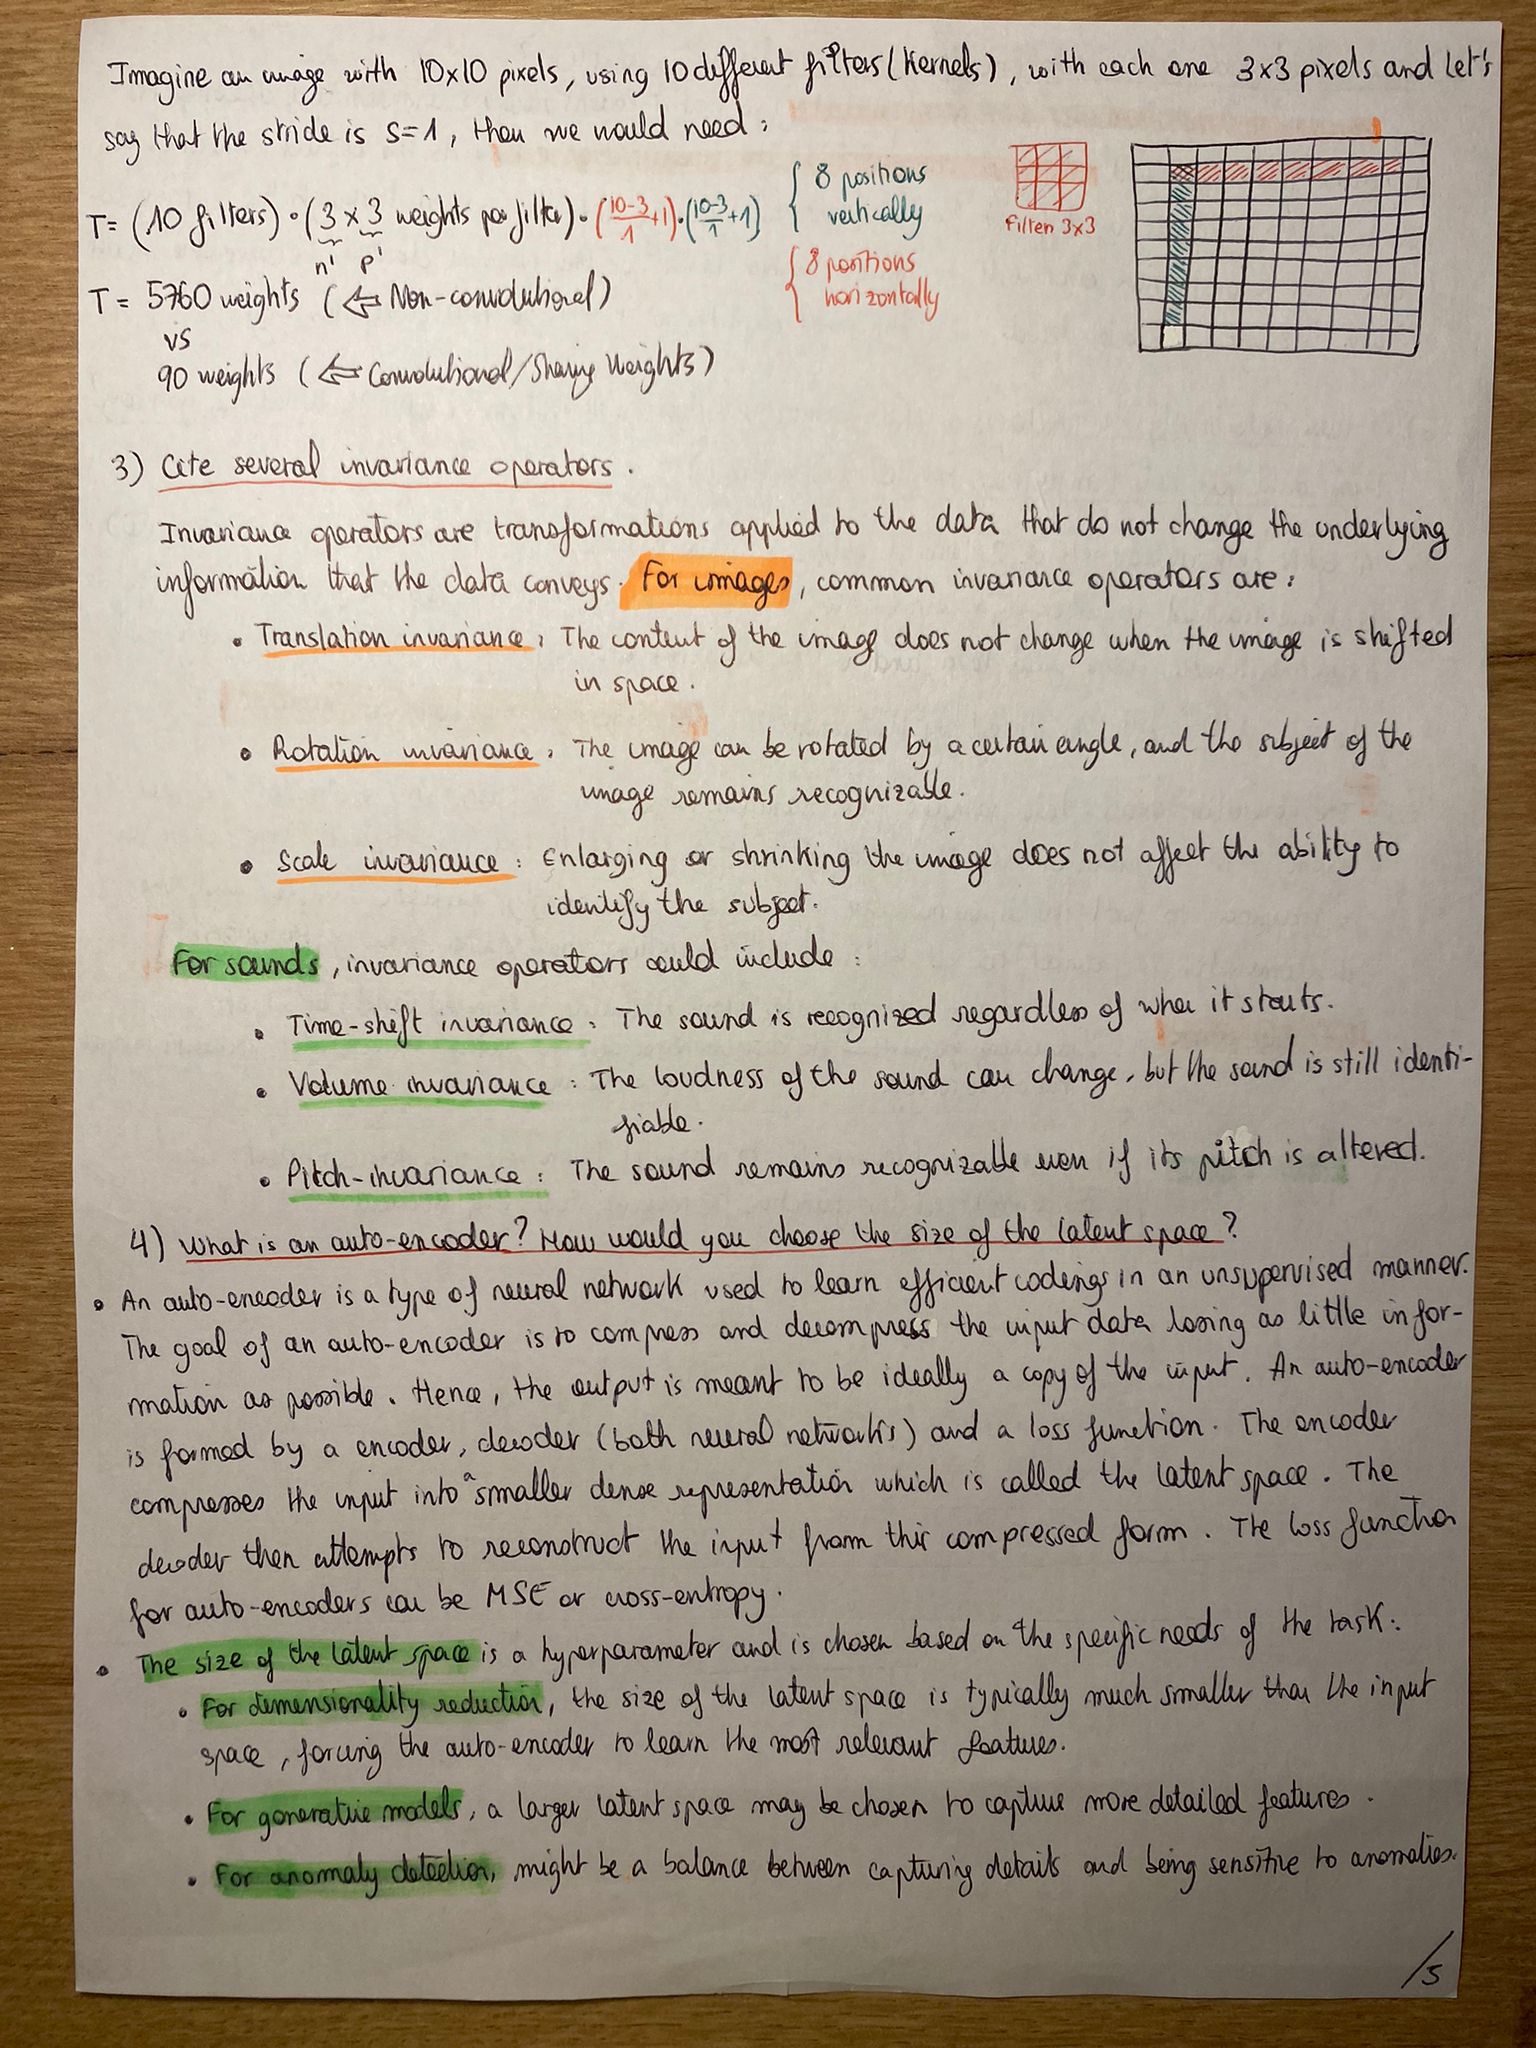 Imagine an image with 10x10 pixels, using 10 different filters (Kernels), with each one 3x3 pixels and let's
say that the stride is s=1, then we would need:
T= (10 filters) • (3 x 3 weights per filter) • (10-3/1 +1) • (10-3/1 +1)
n' p'
{ 8 positions
vertically
{ 8 positions
horizontally
Filter 3x3
T = 5760 weights (⇐ Non-convolutional)
vs
90 weights (⇐ Convolutional/Sharing Weights)
3) Cite several invariance operators.
Invariance operators are transformations applied to the data that do not change the underlying
information that the data conveys. For images, common invariance operators are:
• Translation invariance: The content of the image does not change when the image is shifted
in space.
• Rotation invariance: The image can be rotated by a certain angle, and the subject of the
image remains recognizable.
• Scale invariance: Enlarging or shrinking the image does not affect the ability to
identify the subject.
For sounds, invariance operators could include:
• Time-shift invariance: The sound is recognized regardless of when it starts.
• Volume invariance: The loudness of the sound can change, but the sound is still identi-
fiable.
• Pitch-invariance: The sound remains recognizable even if its pitch is altered.
4) What is an auto-encoder? How would you choose the size of the latent space?
• An auto-encoder is a type of neural network used to learn efficient codings in an unsupervised manner.
The goal of an auto-encoder is to compress and decompress the input data losing as little infor-
mation as possible. Hence, the output is meant to be ideally a copy of the input. An auto-encoder
is formed by a encoder, decoder (both neural networks) and a loss function. The encoder
compresses the input into a smaller dense representation which is called the latent space. The
decoder then attempts to reconstruct the input from this compressed form. The loss function
for auto-encoders can be MSE or cross-entropy.
• The size of the latent space is a hyperparameter and is chosen based on the specific needs of the task:
• For demensionality reduction, the size of the latent space is typically much smaller than the input
space, forcing the auto-encoder to learn the most relevant features.
• For generative models, a larger latent space may be chosen to capture more detailed features.
• For anomaly detection, might be a balance between capturing details and being sensitive to anomalies.
/5